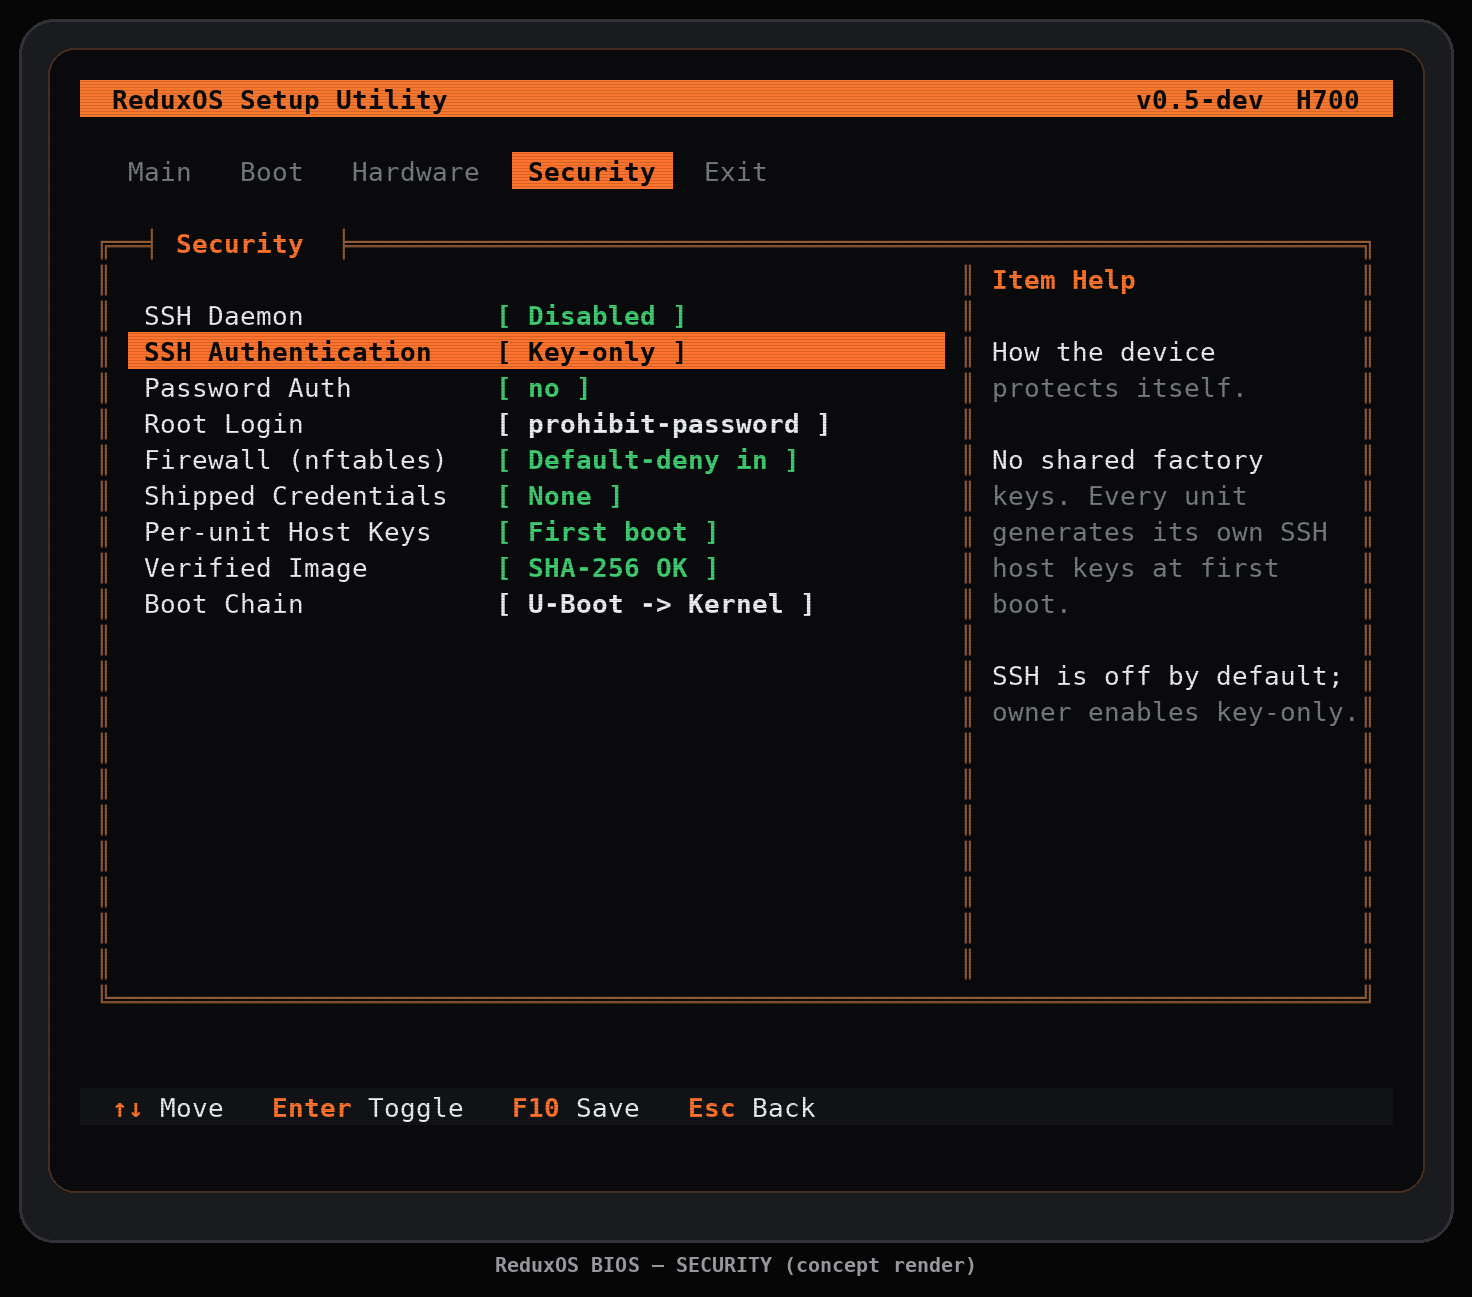 ReduxOS Setup Utility v0.5-dev H700
Main Boot Hardware Security Exit
Security
Item Help
SSH Daemon [ Disabled ]
SSH Authentication [ Key-only ] How the device
Password Auth [ no ] protects itself.
Root Login [ prohibit-password ]
Firewall (nftables) [ Default-deny in ] No shared factory
Shipped Credentials [ None ] keys. Every unit
Per-unit Host Keys [ First boot ] generates its own SSH
Verified Image [ SHA-256 OK ] host keys at first
Boot Chain [ U-Boot -> Kernel ] boot.
SSH is off by default;
owner enables key-only.
↑↓ Move Enter Toggle F10 Save Esc Back
ReduxOS BIOS — SECURITY (concept render)